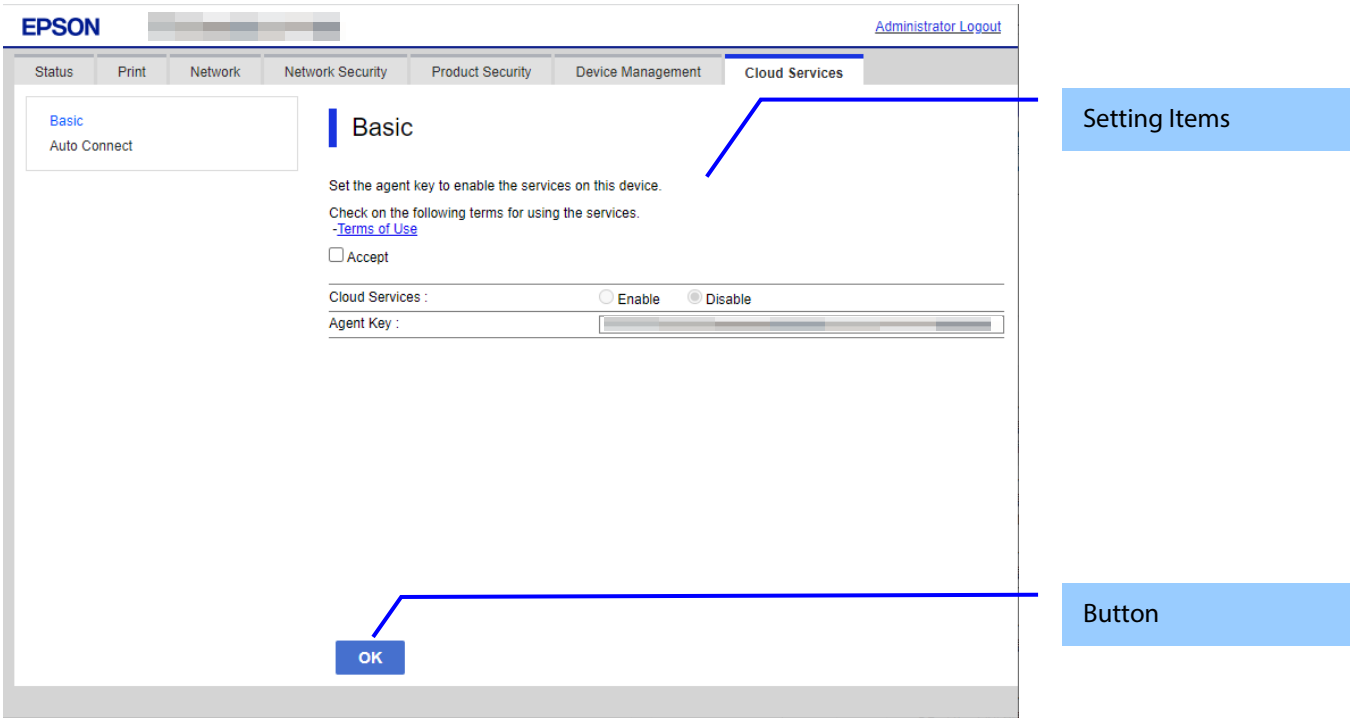 EPSON
Administrator Logout
Status Print Network Network Security Product Security Device Management Cloud Services
Basic
Auto Connect
Basic
Set the agent key to enable the services on this device.
Check on the following terms for using the services.
-Terms of Use
Accept
Cloud Services : Enable Disable
Agent Key :
OK
Setting Items
Button